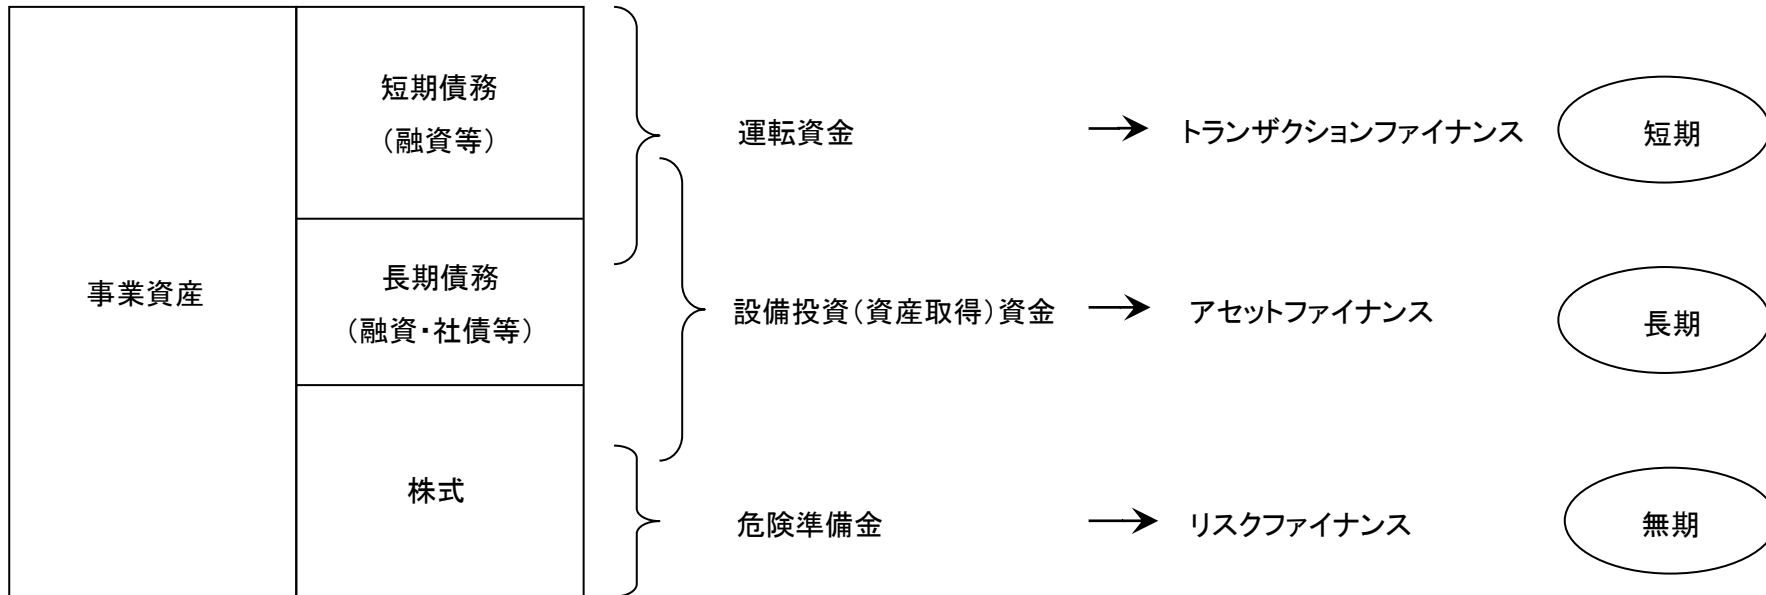 事業資産
短期債務
（融資等）
長期債務
（融資・社債等）
株式
運転資金
トランザクションファイナンス
短期
設備投資（資産取得）資金
アセットファイナンス
長期
危険準備金
リスクファイナンス
無期